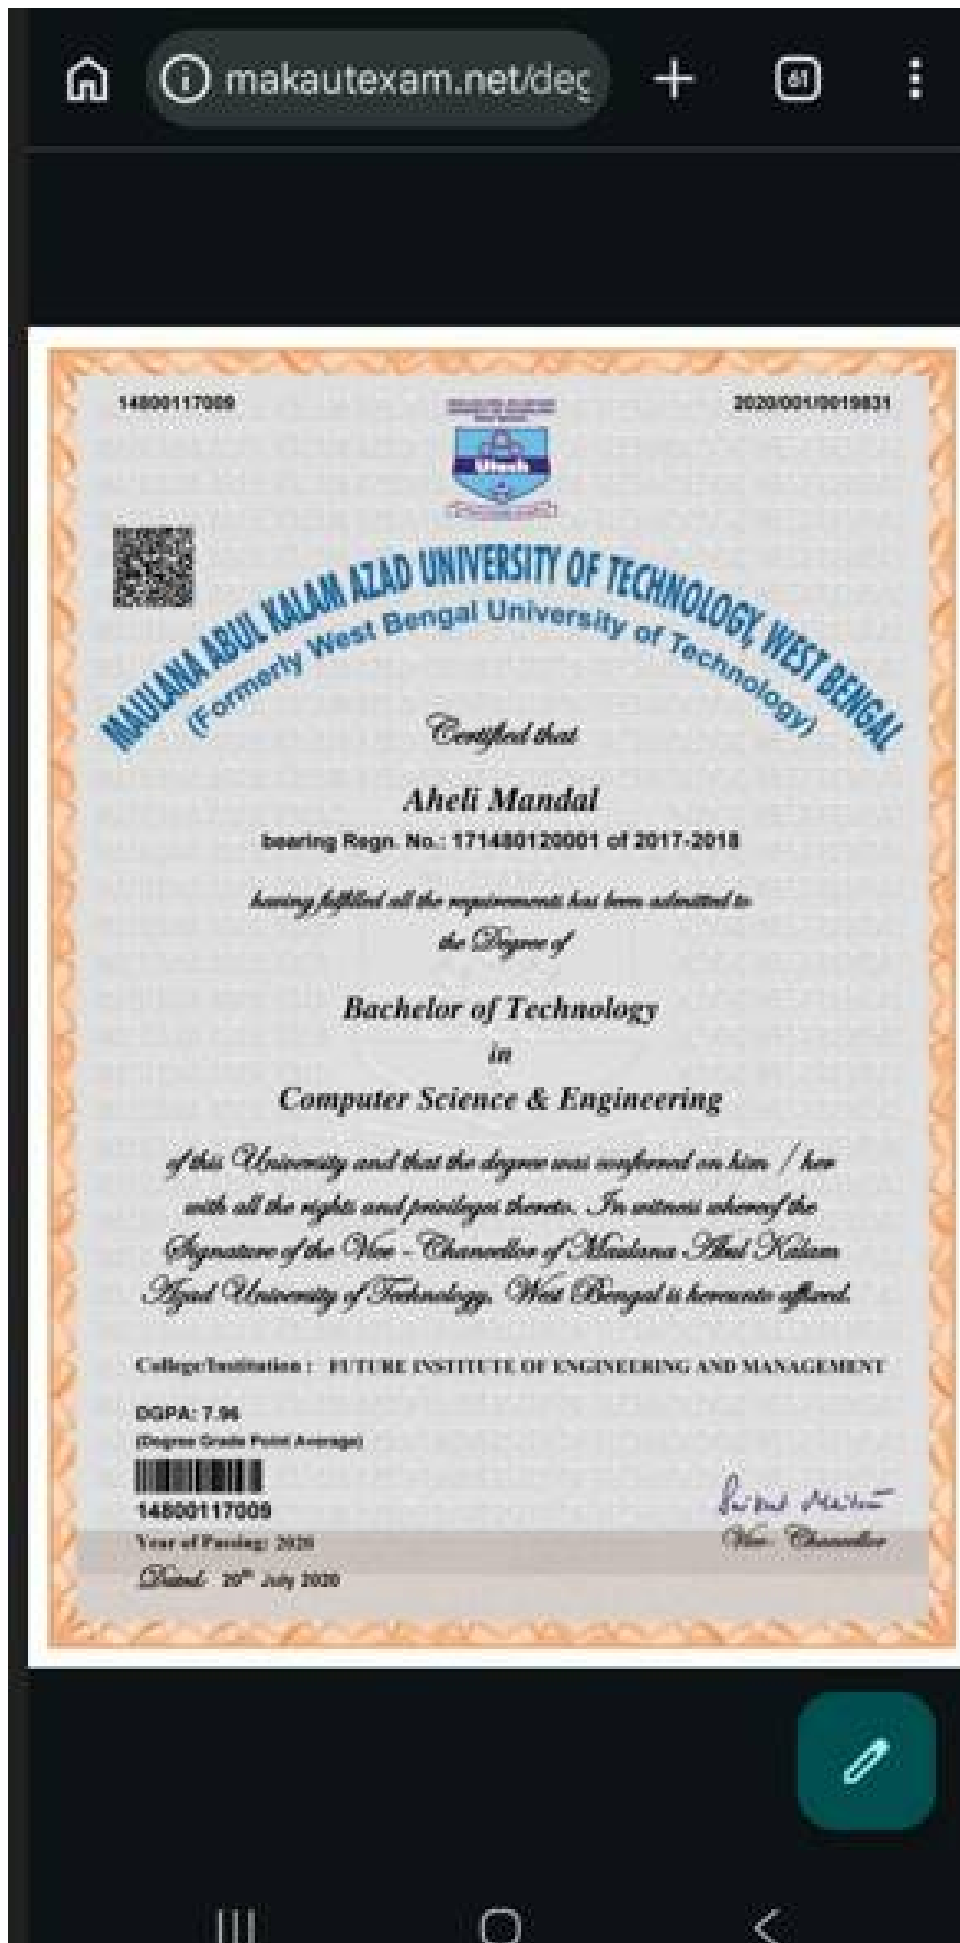 makautexam.net/deg
61
14800117009
2020/001/0019831
Utech
MAULANA ABUL KALAM AZAD UNIVERSITY OF TECHNOLOGY, WEST BENGAL
(Formerly West Bengal University of Technology)
Certified that
Aheli Mandal
bearing Regn. No.: 171480120001 of 2017-2018
having fulfilled all the requirements has been admitted to
the Degree of
Bachelor of Technology
in
Computer Science & Engineering
of this University and that the degree was conferred on him / her
with all the rights and privileges thereto. In witness whereof the
Signature of the Vice - Chancellor of Maulana Abul Kalam
Azad University of Technology, West Bengal is hereunto affixed.
College/Institution : FUTURE INSTITUTE OF ENGINEERING AND MANAGEMENT
DGPA: 7.96
(Degree Grade Point Average)
14800117009
Year of Passing: 2020
Vice- Chancellor
Dated: 20th July 2020